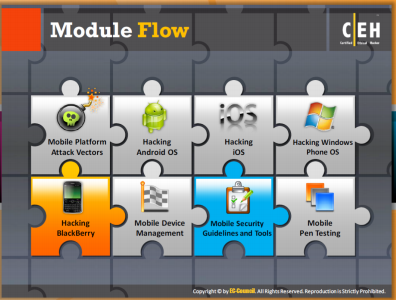 Module Flow
C|EH
Certified Ethical Hacker
Mobile Platform
Attack Vectors
Hacking
Android OS
iOS
Hacking
iOS
Hacking Windows
Phone OS
Hacking
BlackBerry
Mobile Device
Management
Mobile Security
Guidelines and Tools
Mobile
Pen Testing
Copyright © by EC-Council. All Rights Reserved. Reproduction is Strictly Prohibited.